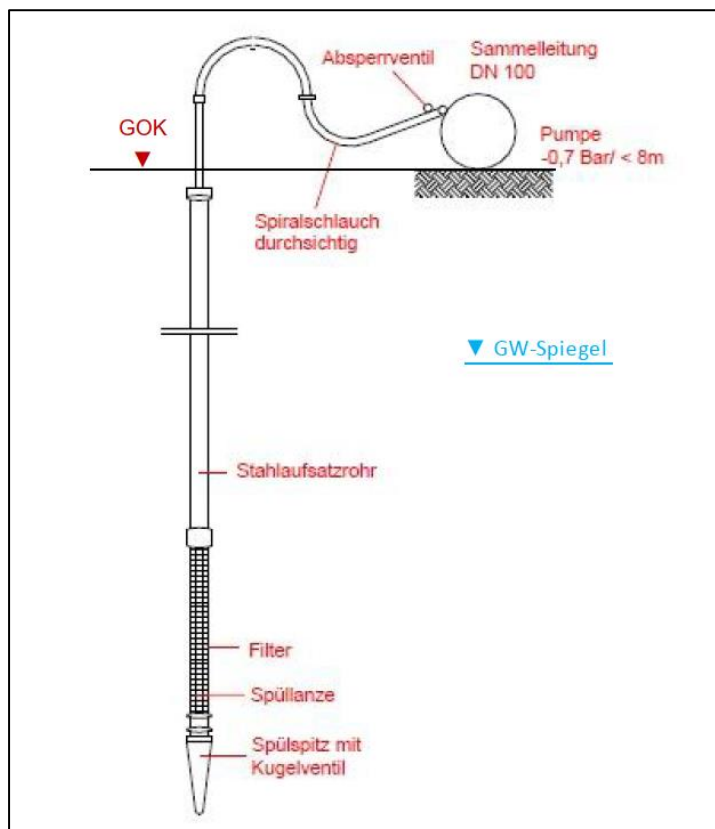 Absperrventil
Sammelleitung
DN 100
GOK
Pumpe
-0,7 Bar/ < 8m
Spiralschlauch
durchsichtig
▼ GW-Spiegel
Stahlaufsatzrohr
Filter
Spüllanze
Spülspitz mit
Kugelventil